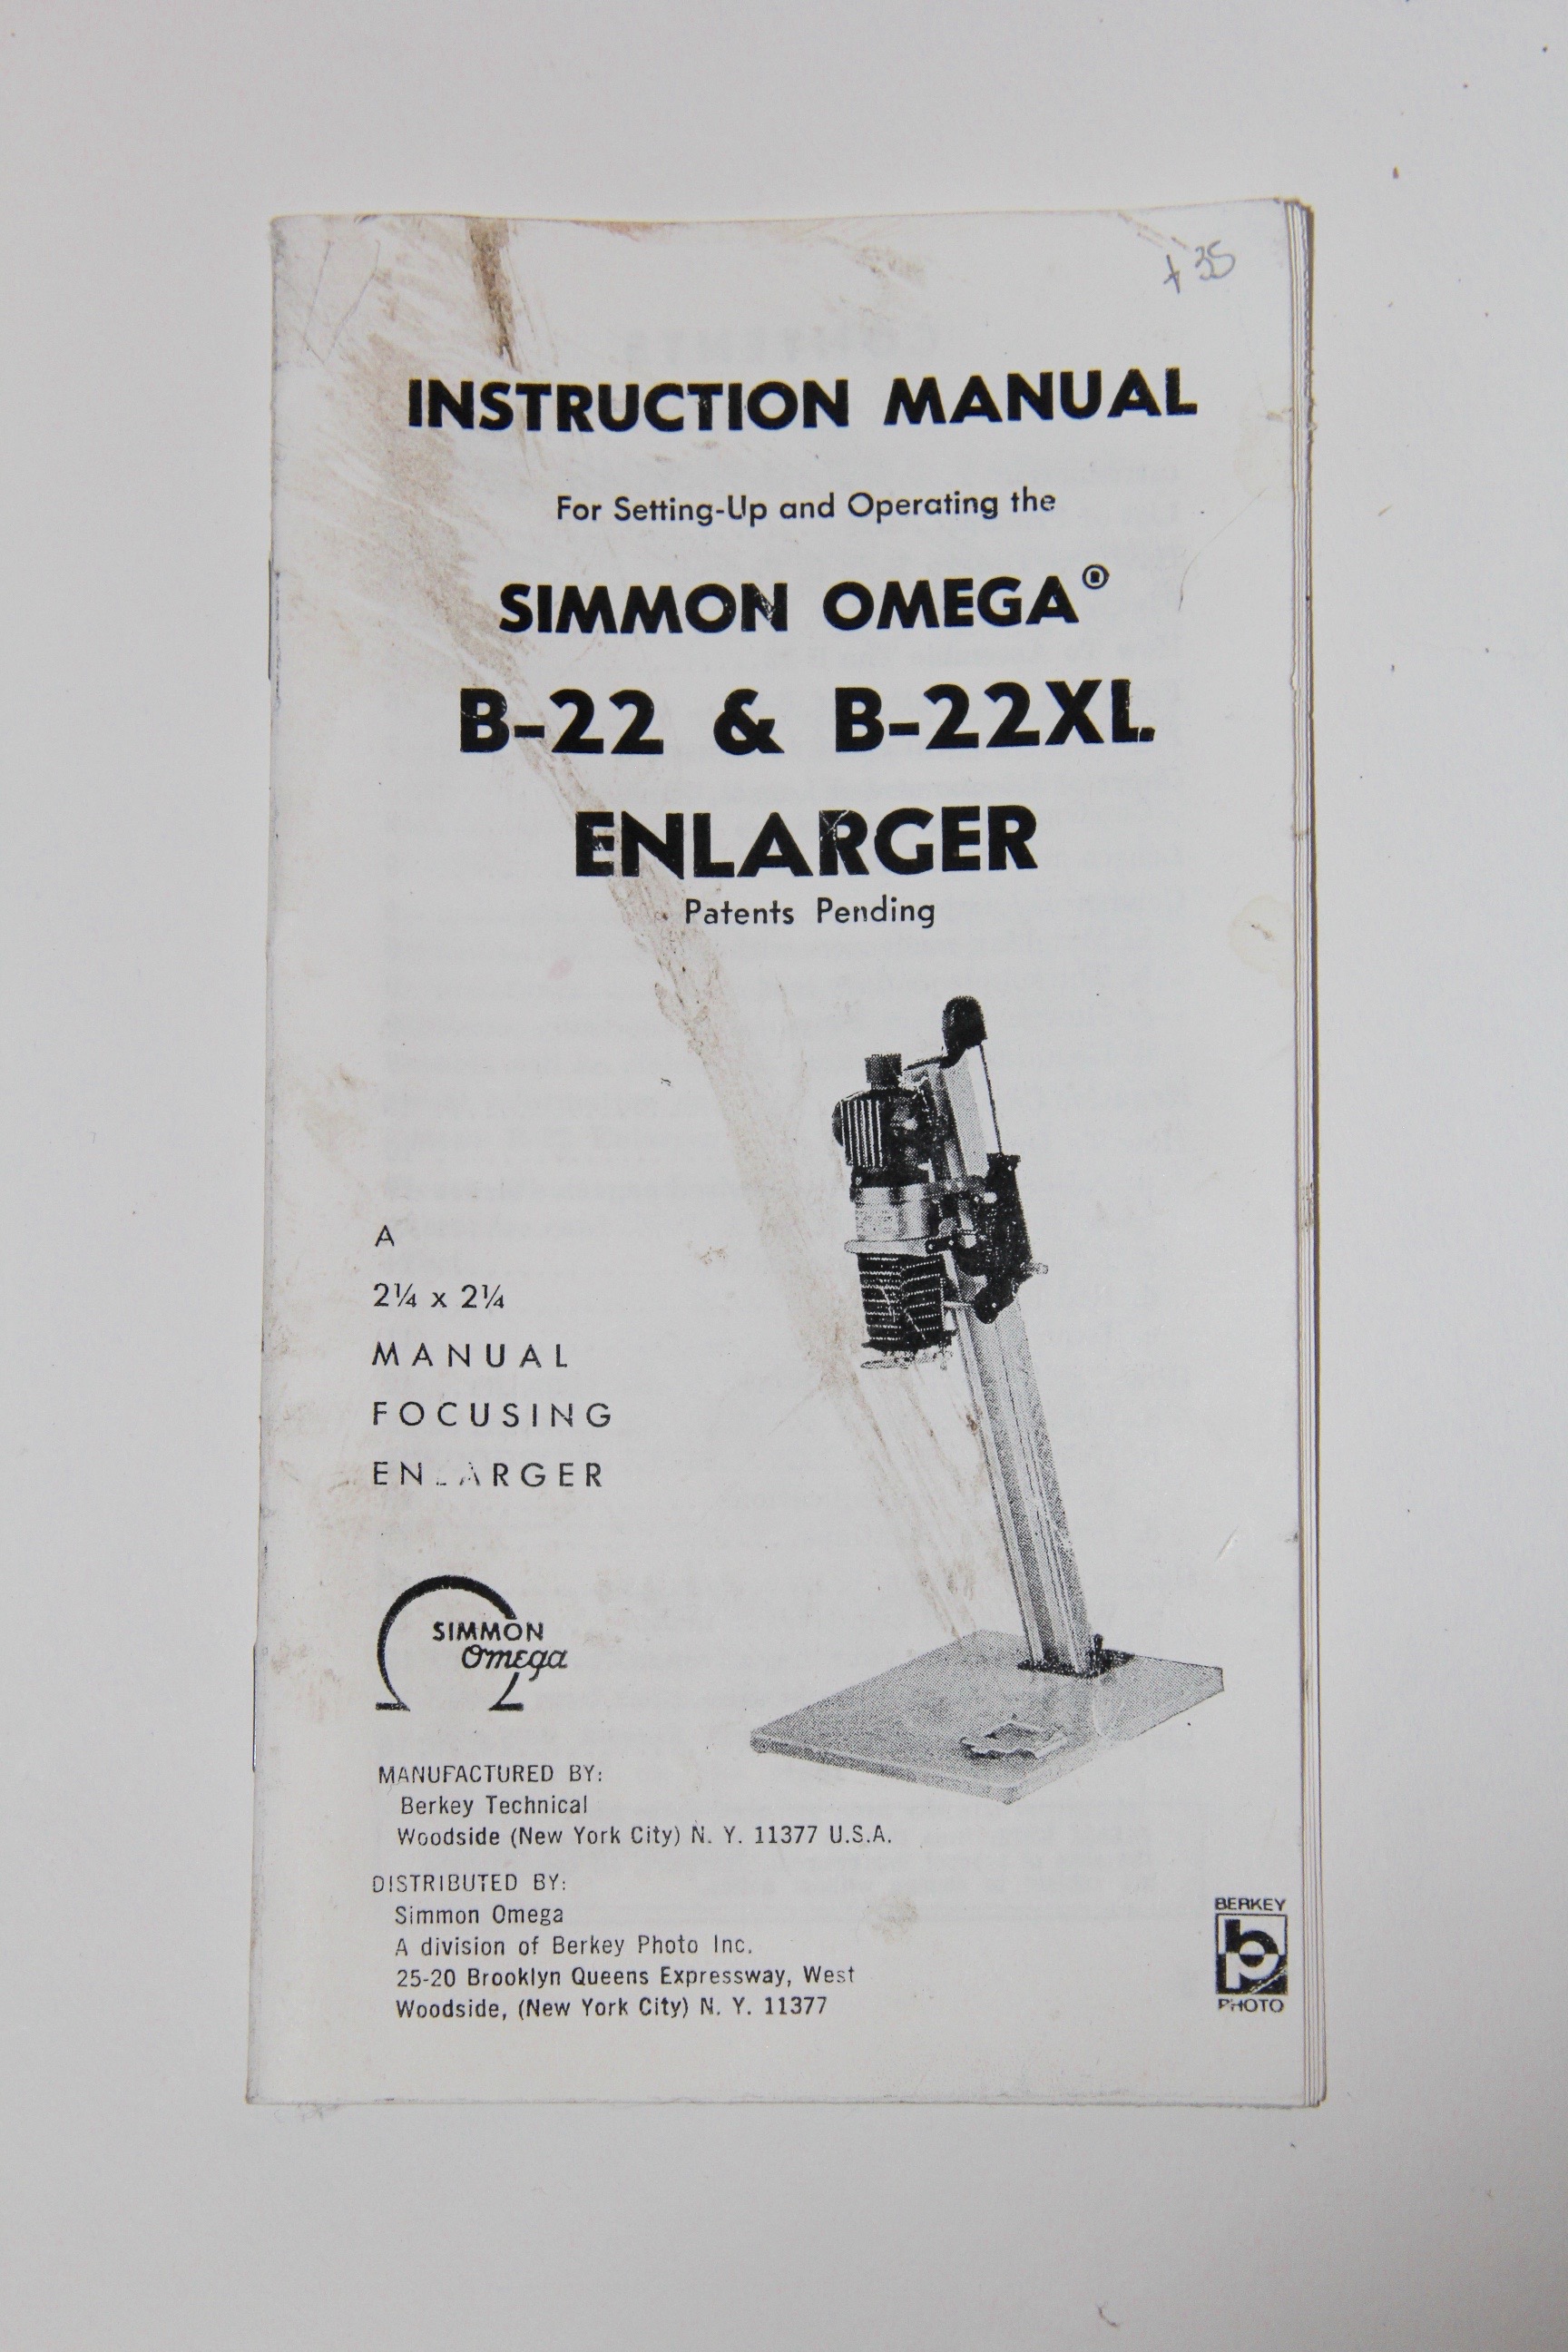 +35
INSTRUCTION MANUAL
For Setting-Up and Operating the
SIMMON OMEGA®
B-22 & B-22XL
ENLARGER
Patents Pending
A
2¼ x 2¼
MANUAL
FOCUSING
ENLARGER
SIMMON
Omega
MANUFACTURED BY:
Berkey Technical
Woodside (New York City) N. Y. 11377 U.S.A.
DISTRIBUTED BY:
Simmon Omega
A division of Berkey Photo Inc.
25-20 Brooklyn Queens Expressway, West
Woodside, (New York City) N. Y. 11377
BERKEY
bp
PHOTO